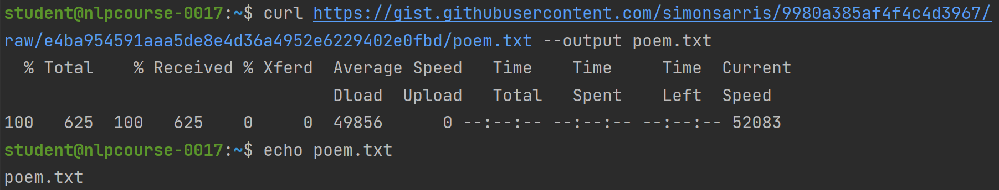 student@nlpcourse-0017:~$ curl https://gist.githubusercontent.com/simonsarris/9980a385af4f4c4d3967/
raw/e4ba954591aaa5de8e4d36a4952e6229402e0fbd/poem.txt --output poem.txt
  % Total    % Received % Xferd  Average Speed   Time    Time     Time  Current
                                 Dload  Upload   Total   Spent    Left  Speed
100   625  100   625    0     0  49856      0 --:--:-- --:--:-- --:--:-- 52083
student@nlpcourse-0017:~$ echo poem.txt
poem.txt